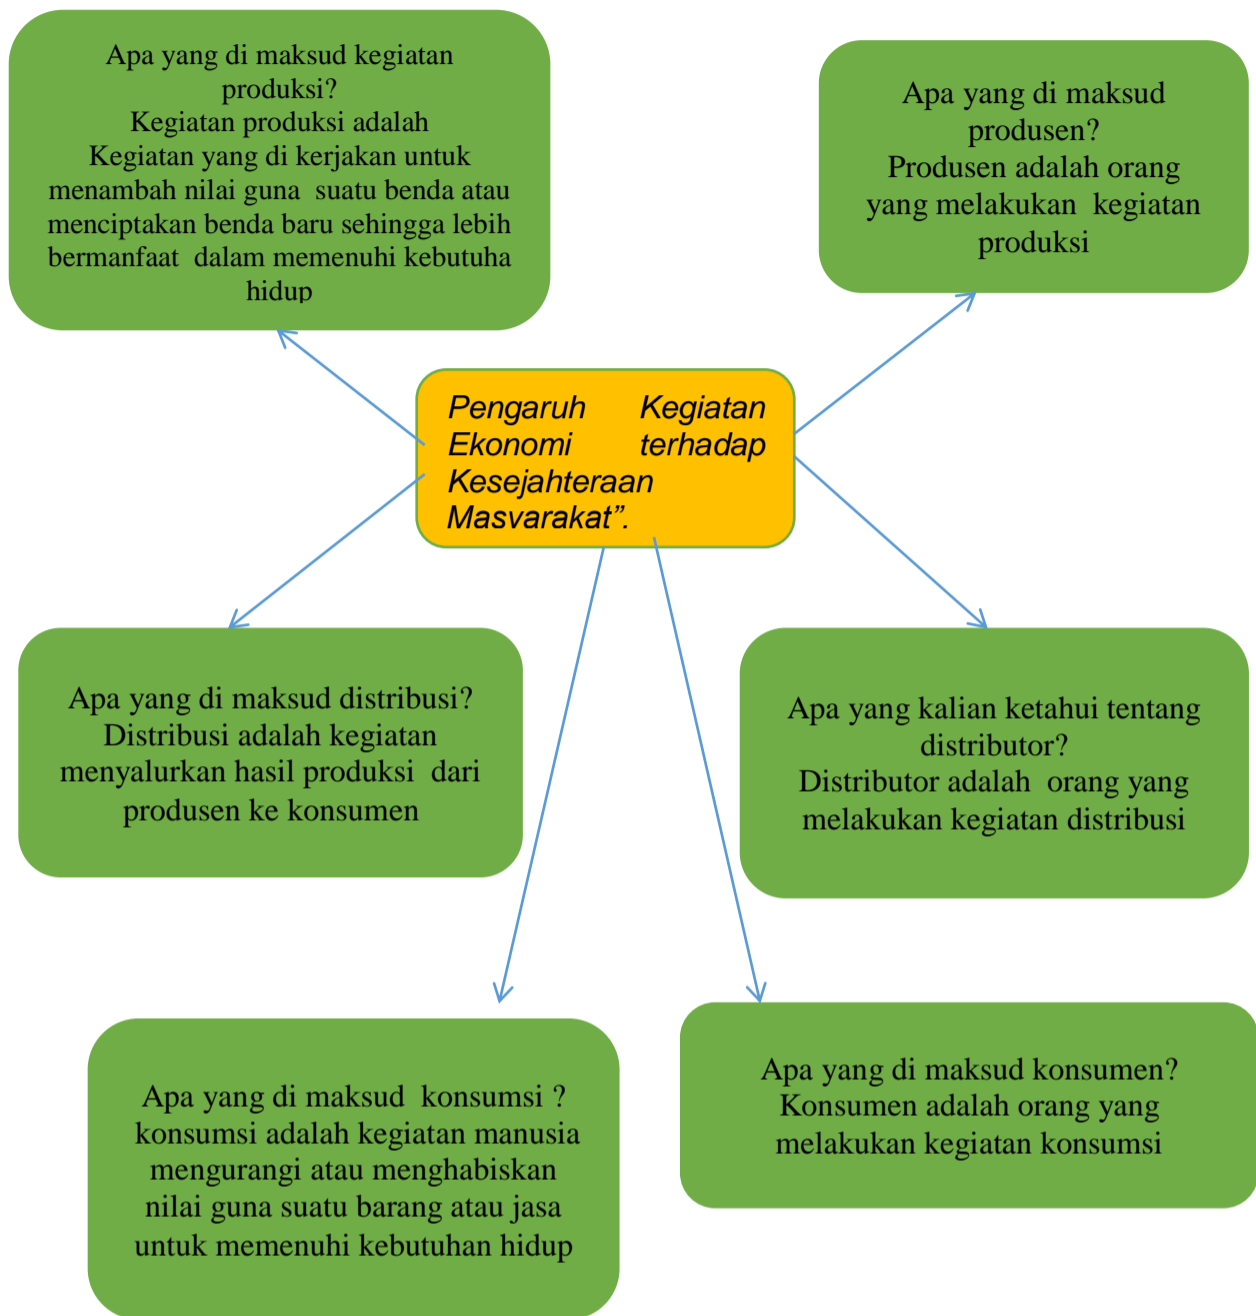 Apa yang di maksud kegiatan
produksi?
Kegiatan produksi adalah
Kegiatan yang di kerjakan untuk
menambah nilai guna suatu benda atau
menciptakan benda baru sehingga lebih
bermanfaat dalam memenuhi kebutuha
hidup
Apa yang di maksud
produsen?
Produsen adalah orang
yang melakukan kegiatan
produksi
Pengaruh Kegiatan
Ekonomi terhadap
Kesejahteraan
Masyarakat”.
Apa yang di maksud distribusi?
Distribusi adalah kegiatan
menyalurkan hasil produksi dari
produsen ke konsumen
Apa yang kalian ketahui tentang
distributor?
Distributor adalah orang yang
melakukan kegiatan distribusi
Apa yang di maksud konsumsi ?
konsumsi adalah kegiatan manusia
mengurangi atau menghabiskan
nilai guna suatu barang atau jasa
untuk memenuhi kebutuhan hidup
Apa yang di maksud konsumen?
Konsumen adalah orang yang
melakukan kegiatan konsumsi